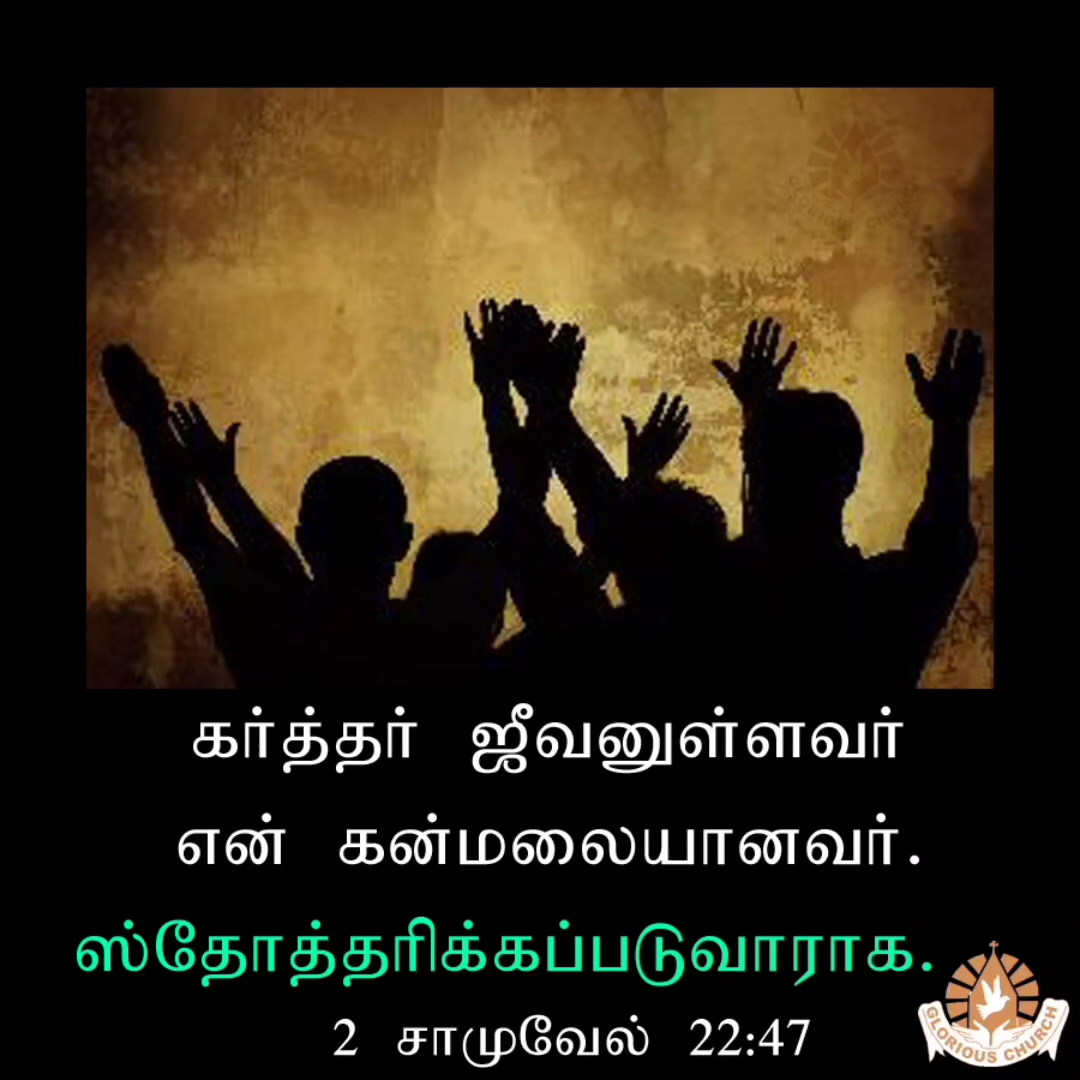 கர்த்தர் ஜீவனுள்ளவர்
என் கன்மலையானவர்.
ஸ்தோத்தரிக்கப்படுவாராக.
2 சாமுவேல் 22:47
GLORIOUS CHURCH